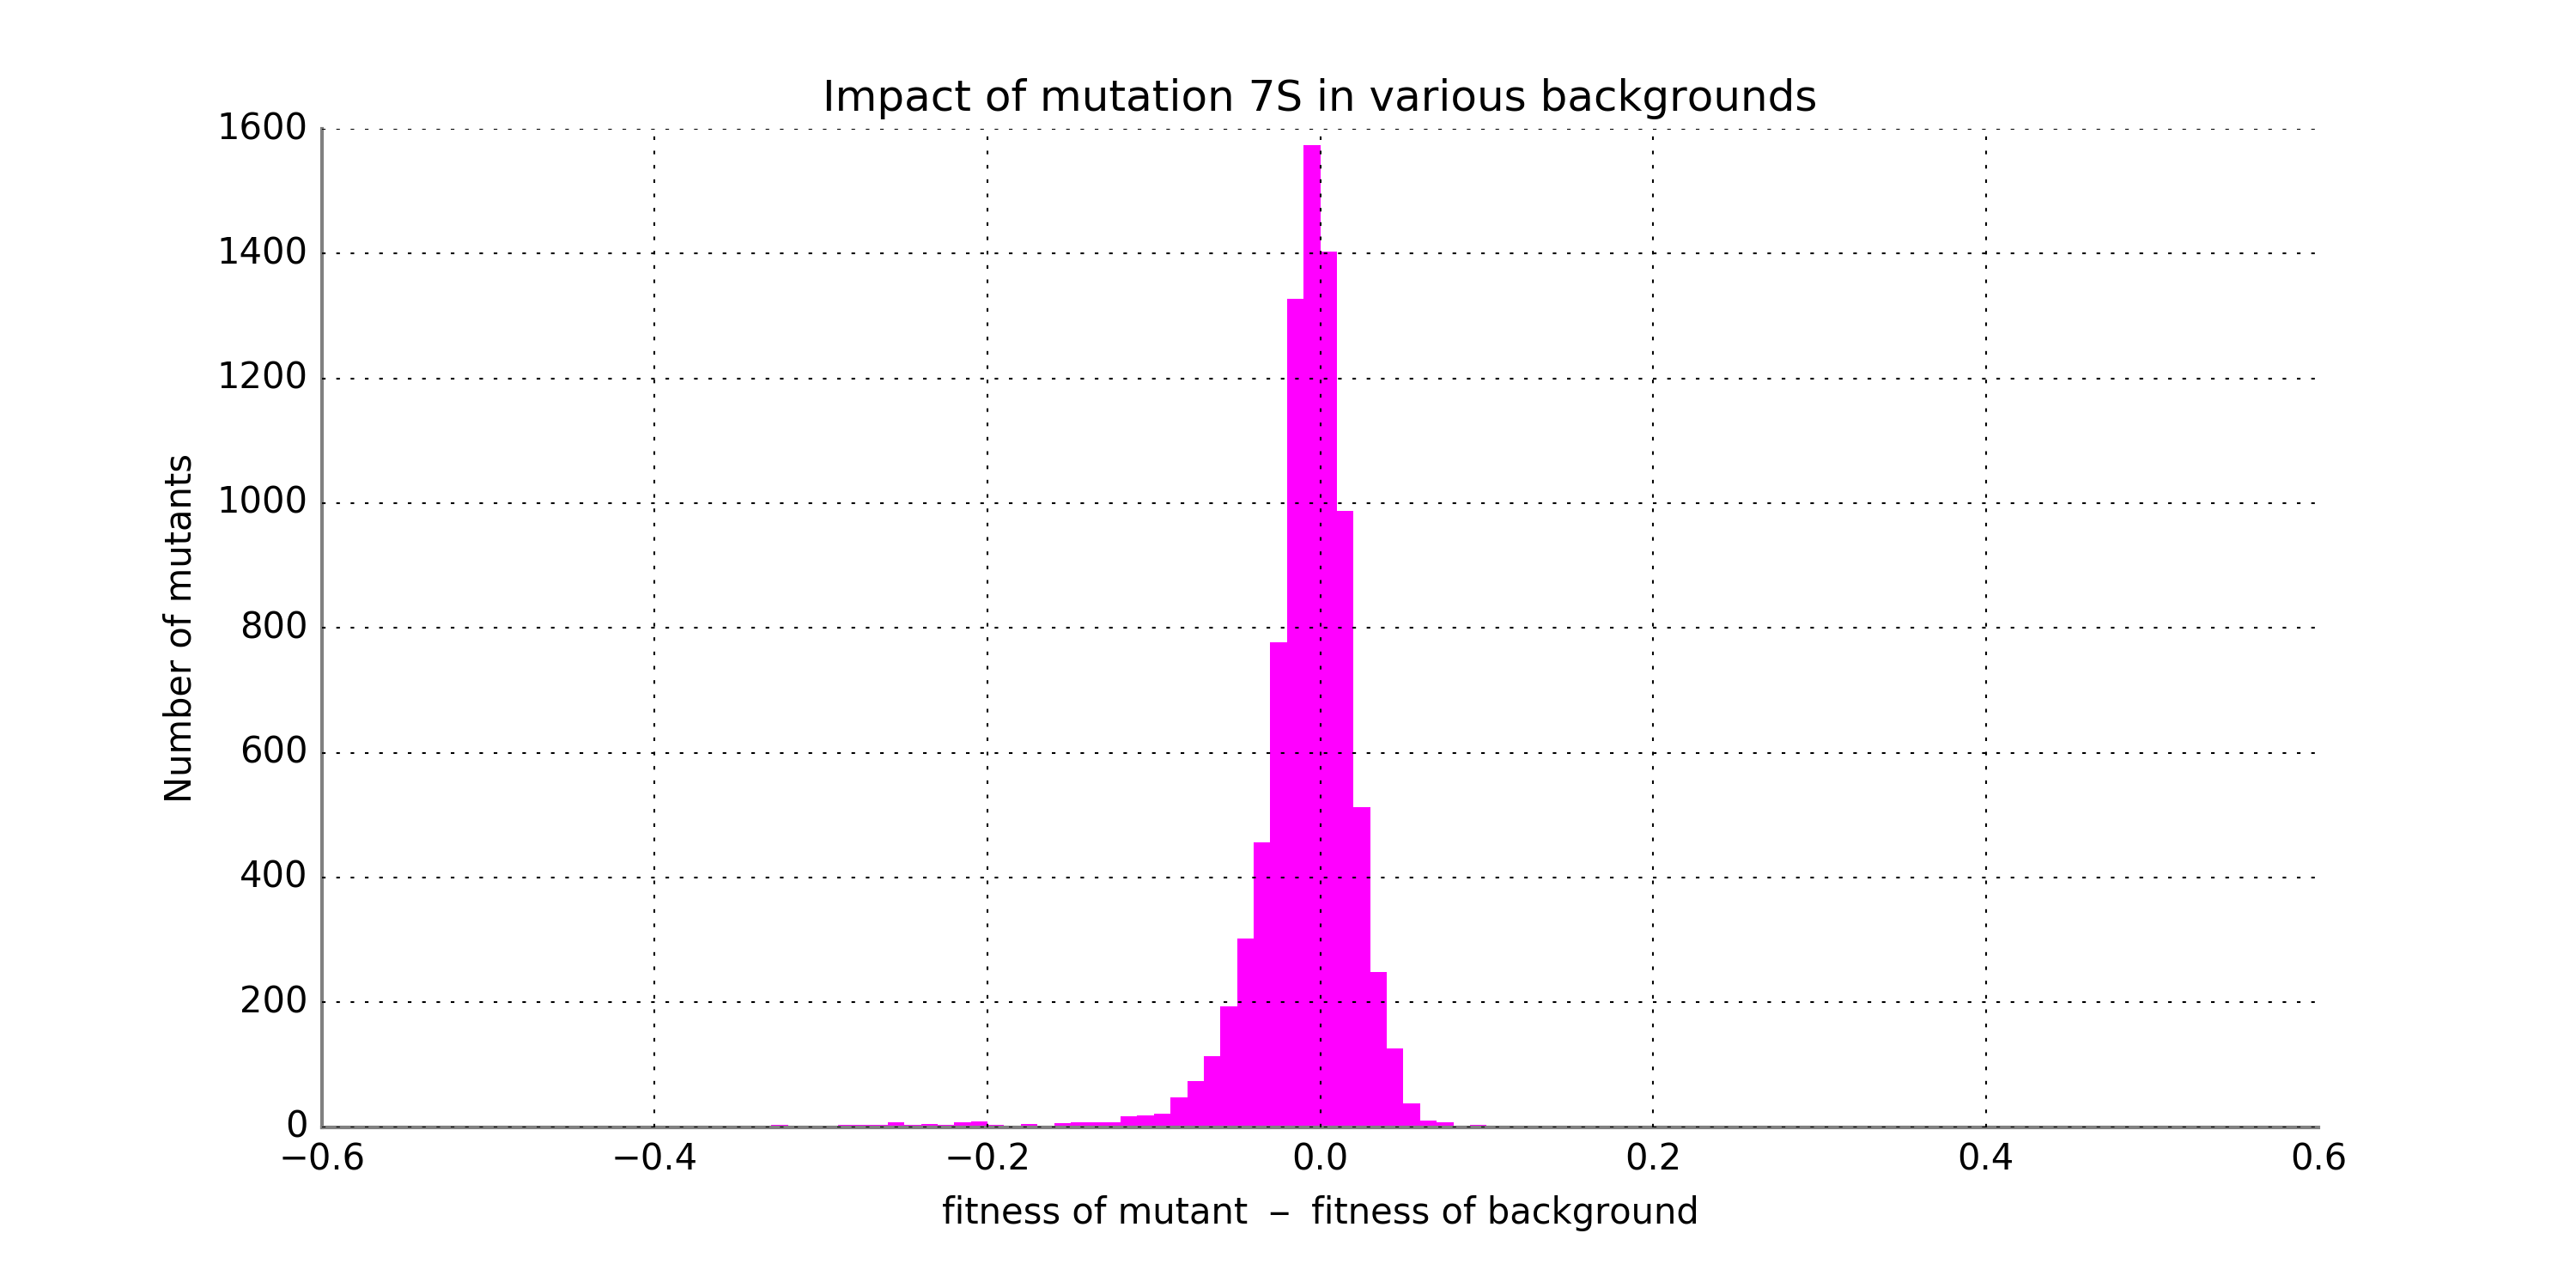 Impact of mutation 7S in various backgrounds
1600
1400
1200
1000
800
600
400
200
0
Number of mutants
−0.6 −0.4 −0.2 0.0 0.2 0.4 0.6
fitness of mutant − fitness of background